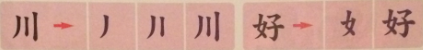 川 → 丿 川 川 好 → 女 好